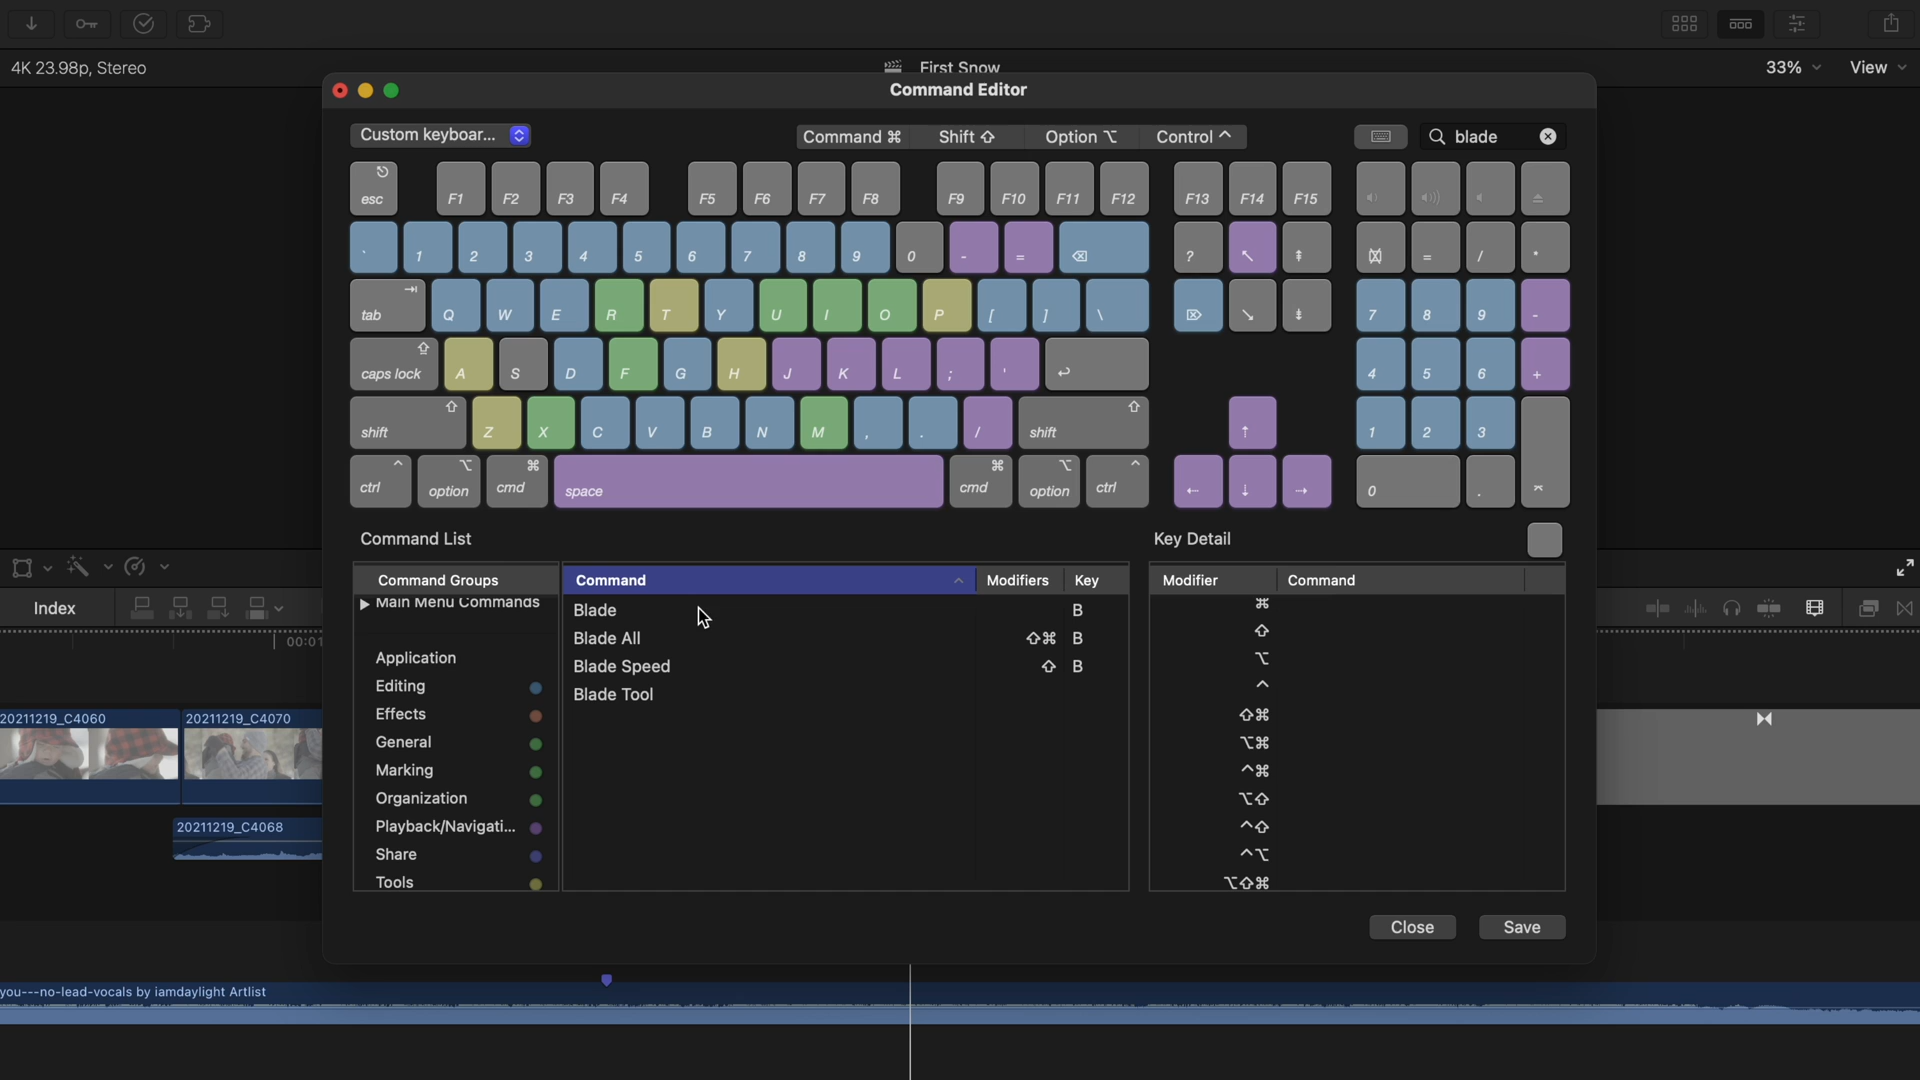 4K 23.98p, Stereo
First Snow
33%
View
Command Editor
Custom keyboar...
Command ⌘
Shift ⇧
Option ⌥
Control ^
blade
esc F1 F2 F3 F4 F5 F6 F7 F8 F9 F10 F11 F12 F13 F14 F15
` 1 2 3 4 5 6 7 8 9 0 - = ⌫ ? ↖ ⇞ = / *
tab Q W E R T Y U I O P [ ] \ ⌦ ↘ ⇟ 7 8 9 -
caps lock A S D F G H J K L ; ' ↩ 4 5 6 +
shift Z X C V B N M , . / shift ↑ 1 2 3
ctrl ^ option ⌥ cmd ⌘ space cmd ⌘ option ⌥ ctrl ^ ← ↓ → 0 . ⌤
Command List
Key Detail
Command Groups
Command
Modifiers
Key
Modifier
Command
Main Menu Commands
Application
Editing
Effects
General
Marking
Organization
Playback/Navigati...
Share
Tools
Blade B
Blade All ⇧⌘ B
Blade Speed ⇧ B
Blade Tool
⌘
⇧
⌥
^
⇧⌘
⌥⌘
^⌘
⌥⇧
^⇧
^⌥
⌥⇧⌘
Close
Save
Index
00:01
20211219_C4060
20211219_C4070
20211219_C4068
you---no-lead-vocals by iamdaylight Artlist